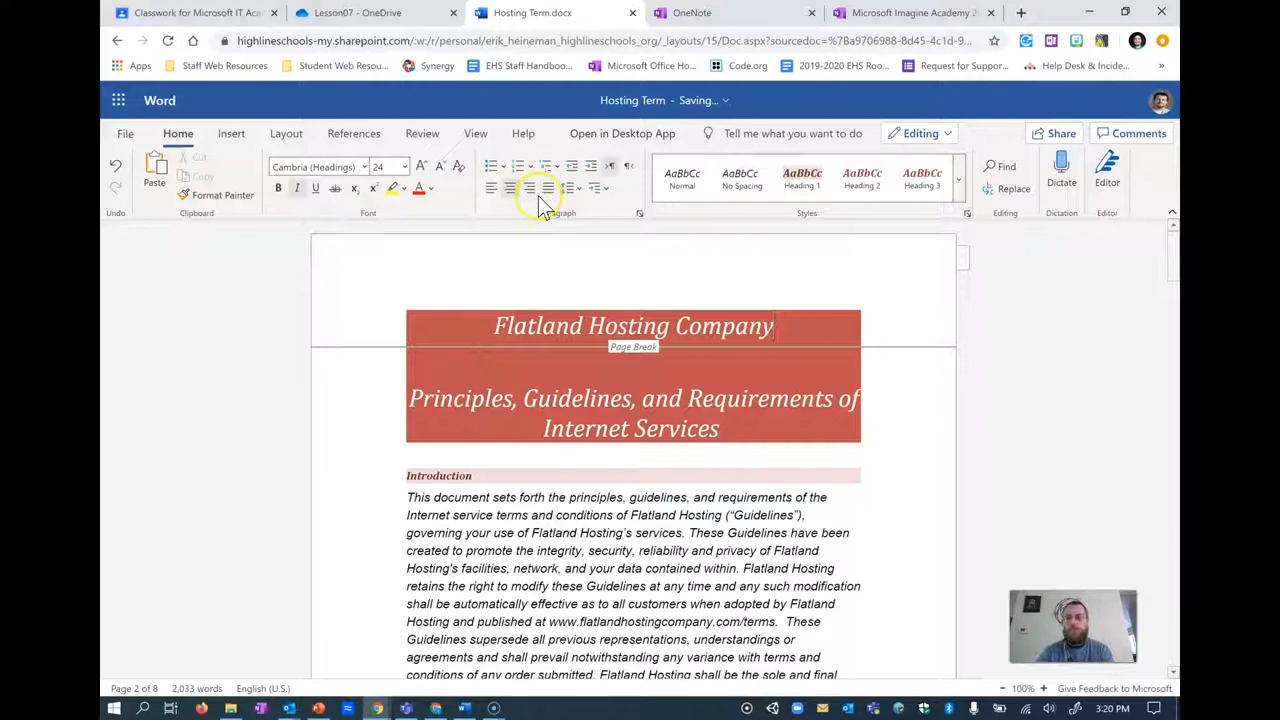 Classwork for Microsoft IT Aca
Lesson07 - OneDrive
Hosting Term.docx
OneNote
Microsoft Imagine Academy 20
highlineschools-my.sharepoint.com/:w:/r/personal/erik_heineman_highlineschools_org/_layouts/15/Doc.aspx?sourcedoc=%7Ba9706988-8d45-4c1d-9...
Apps
Staff Web Resources
Student Web Resou...
Synergy
EHS Staff Handboo...
Microsoft Office Ho...
Code.org
2019-2020 EHS Roo...
Request for Suppor...
Help Desk & Incide...
Word
Hosting Term - Saving...
File
Home
Insert
Layout
References
Review
View
Help
Open in Desktop App
Tell me what you want to do
Editing
Share
Comments
Paste
Cut
Copy
Format Painter
Cambria (Headings)
24
AaBbCc
Normal
AaBbCc
No Spacing
AaBbCc
Heading 1
AaBbCc
Heading 2
AaBbCc
Heading 3
Find
Replace
Dictate
Editor
Undo
Clipboard
Font
Styles
Editing
Dictation
Editor
Flatland Hosting Company
Page Break
Principles, Guidelines, and Requirements of
Internet Services
Introduction
This document sets forth the principles, guidelines, and requirements of the
Internet service terms and conditions of Flatland Hosting (“Guidelines”),
governing your use of Flatland Hosting’s services. These Guidelines have been
created to promote the integrity, security, reliability and privacy of Flatland
Hosting's facilities, network, and your data contained within. Flatland Hosting
retains the right to modify these Guidelines at any time and any such modification
shall be automatically effective as to all customers when adopted by Flatland
Hosting and published at www.flatlandhostingcompany.com/terms. These
Guidelines supersede all previous representations, understandings or
agreements and shall prevail notwithstanding any variance with terms and
conditions of any order submitted. Flatland Hosting shall be the sole and final
Page 2 of 8
2,033 words
English (U.S.)
100%
Give Feedback to Microsoft
3:20 PM